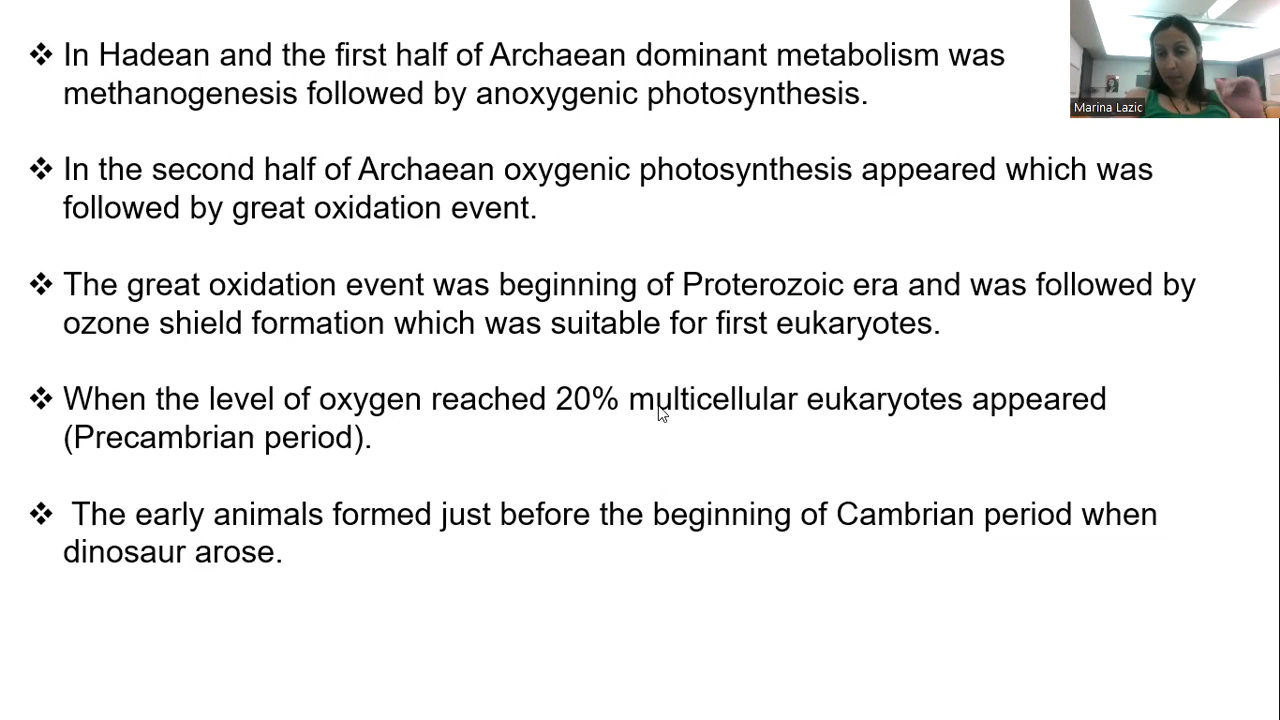 ❖ In Hadean and the first half of Archaean dominant metabolism was
methanogenesis followed by anoxygenic photosynthesis.
❖ In the second half of Archaean oxygenic photosynthesis appeared which was
followed by great oxidation event.
❖ The great oxidation event was beginning of Proterozoic era and was followed by
ozone shield formation which was suitable for first eukaryotes.
❖ When the level of oxygen reached 20% multicellular eukaryotes appeared
(Precambrian period).
❖ The early animals formed just before the beginning of Cambrian period when
dinosaur arose.
Marina Lazic